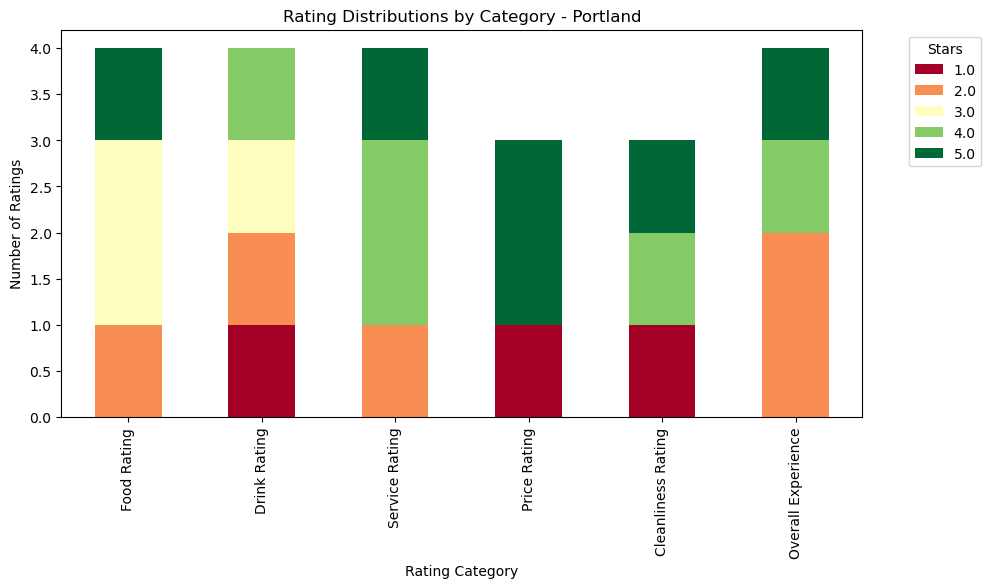 Rating Distributions by Category - Portland
Number of Ratings
4.0
3.5
3.0
2.5
2.0
1.5
1.0
0.5
0.0
Food Rating
Drink Rating
Service Rating
Price Rating
Cleanliness Rating
Overall Experience
Rating Category
Stars
1.0
2.0
3.0
4.0
5.0